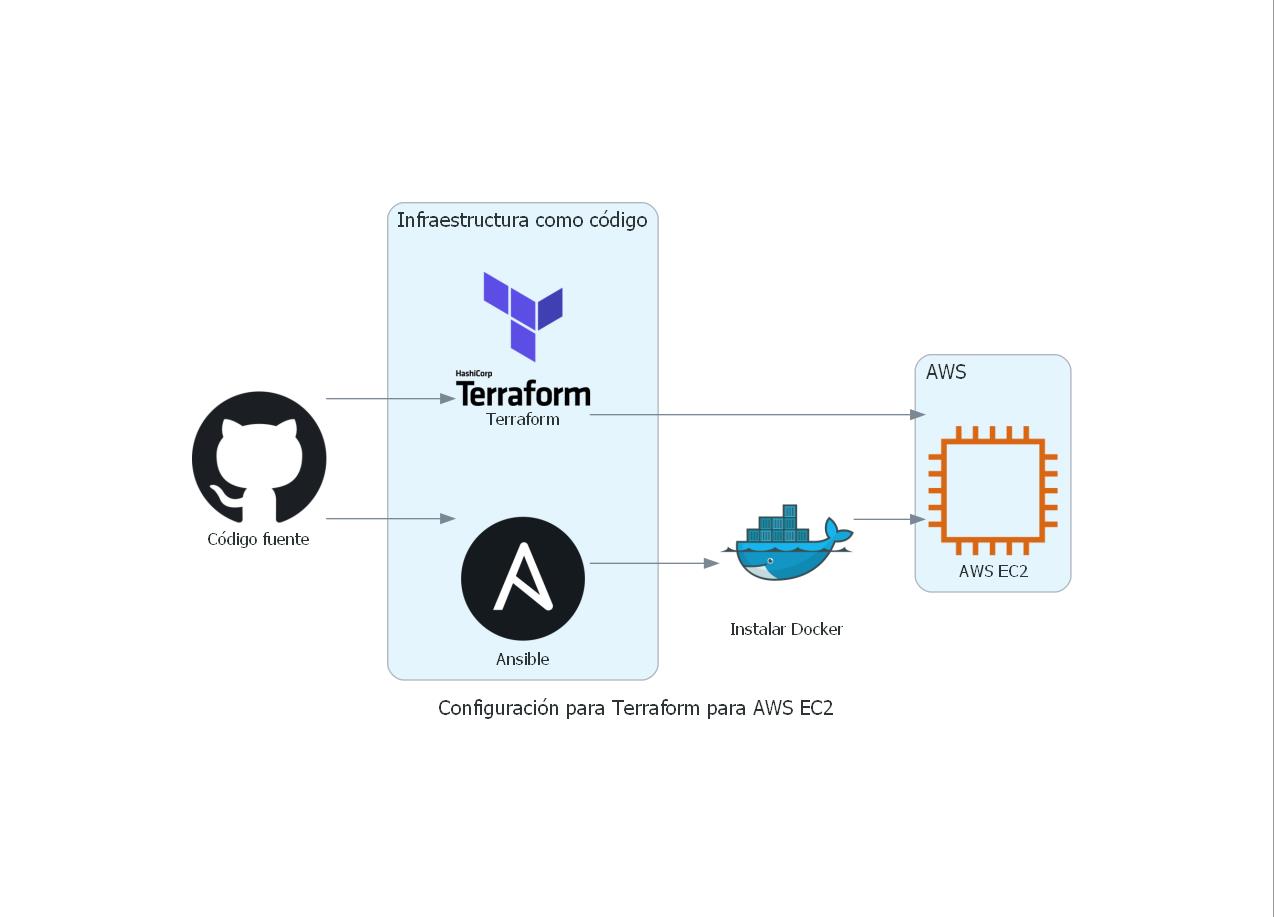 Infraestructura como código
HashiCorp
Terraform
Terraform
Código fuente
Ansible
Instalar Docker
AWS
AWS EC2
Configuración para Terraform para AWS EC2